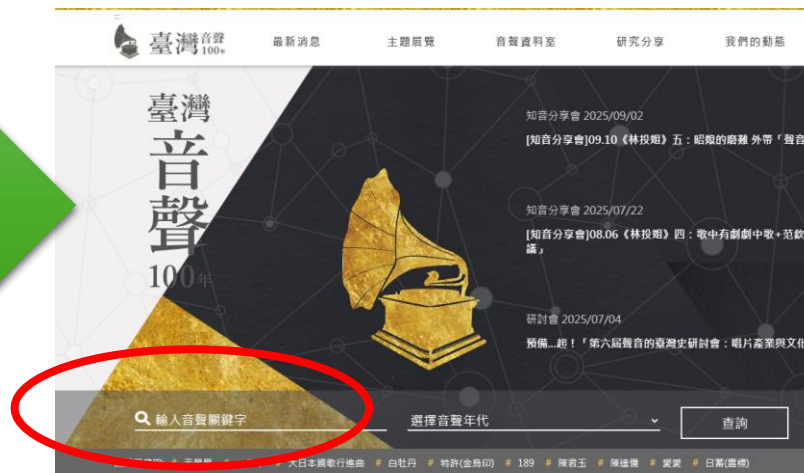 臺灣音聲100年
最新消息 主題展覽 音聲資料室 研究分享 我們的動態
臺灣
音
聲
100年
知音分享會 2025/09/02
[知音分享會]09.10《林投姐》五：昭娘的磨難 外帶「聲音
知音分享會 2025/07/22
[知音分享會]08.06《林投姐》四：歌中有劇劇中歌+范欽
議」
研討會 2025/07/04
預備...起！「第六屆聲音的臺灣史研討會：唱片產業與文化
輸入音聲關鍵字 選擇音聲年代 查詢
# # # 大日本國歌行進曲 # 白牡丹 # 特許(金鳥印) # 189 # 陳君玉 # 陳達儒 # 愛愛 # 日蓄(鷹標)